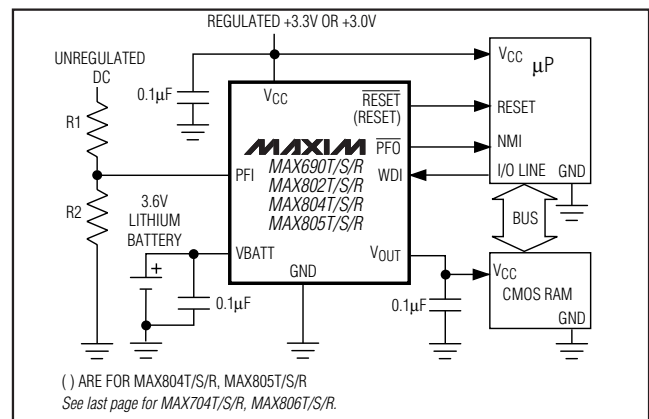 REGULATED +3.3V OR +3.0V
UNREGULATED
DC
R1
R2
0.1µF
VCC
MAXIM
MAX690T/S/R
MAX802T/S/R
MAX804T/S/R
MAX805T/S/R
RESET
(RESET)
PFO
PFI
WDI
VBATT
VOUT
GND
3.6V
LITHIUM
BATTERY
+
0.1µF
0.1µF
VCC
µP
RESET
NMI
I/O LINE
GND
BUS
VCC
CMOS RAM
GND
( ) ARE FOR MAX804T/S/R, MAX805T/S/R
See last page for MAX704T/S/R, MAX806T/S/R.